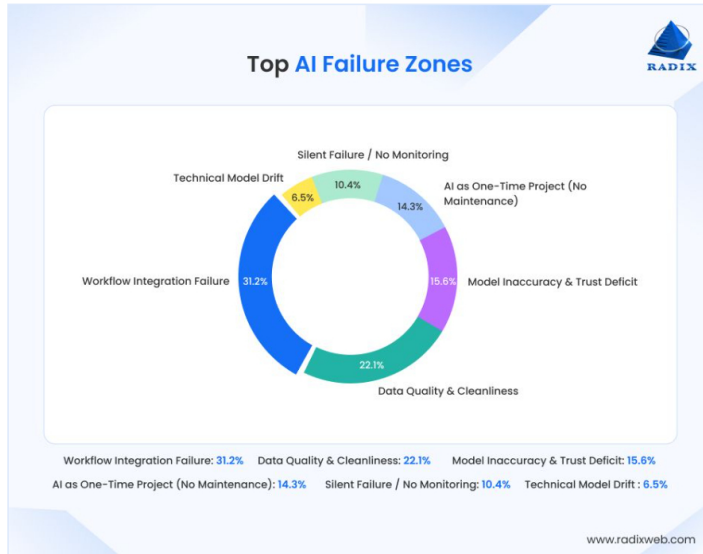 Top AI Failure Zones
RADIX
Silent Failure / No Monitoring
Technical Model Drift
10.4%
AI as One-Time Project (No
Maintenance)
6.5%
14.3%
Workflow Integration Failure
31.2%
15.6%
Model Inaccuracy & Trust Deficit
22.1%
Data Quality & Cleanliness
Workflow Integration Failure: 31.2% Data Quality & Cleanliness: 22.1% Model Inaccuracy & Trust Deficit: 15.6%
AI as One-Time Project (No Maintenance): 14.3% Silent Failure / No Monitoring: 10.4% Technical Model Drift : 6.5%
www.radixweb.com